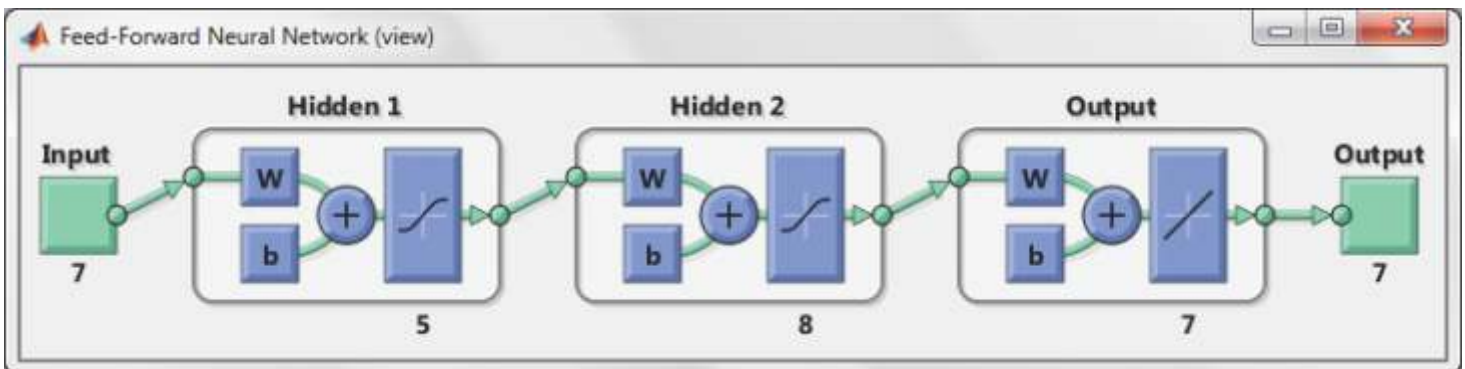 Feed-Forward Neural Network (view)
Hidden 1
Hidden 2
Output
Input
Output
W
W
W
b
b
b
7
7
5
8
7